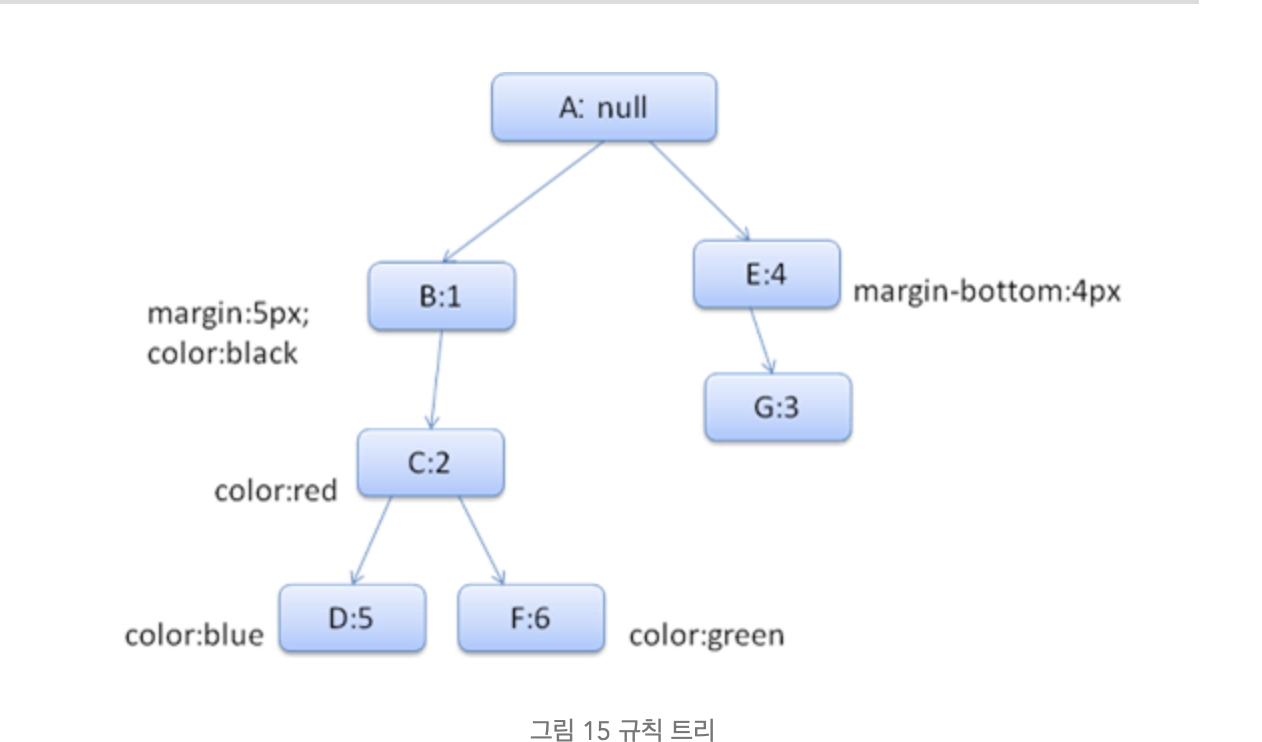 A: null
B:1
E:4
margin-bottom:4px
margin:5px;
color:black
G:3
C:2
color:red
D:5
F:6
color:blue
color:green
그림 15 규칙 트리